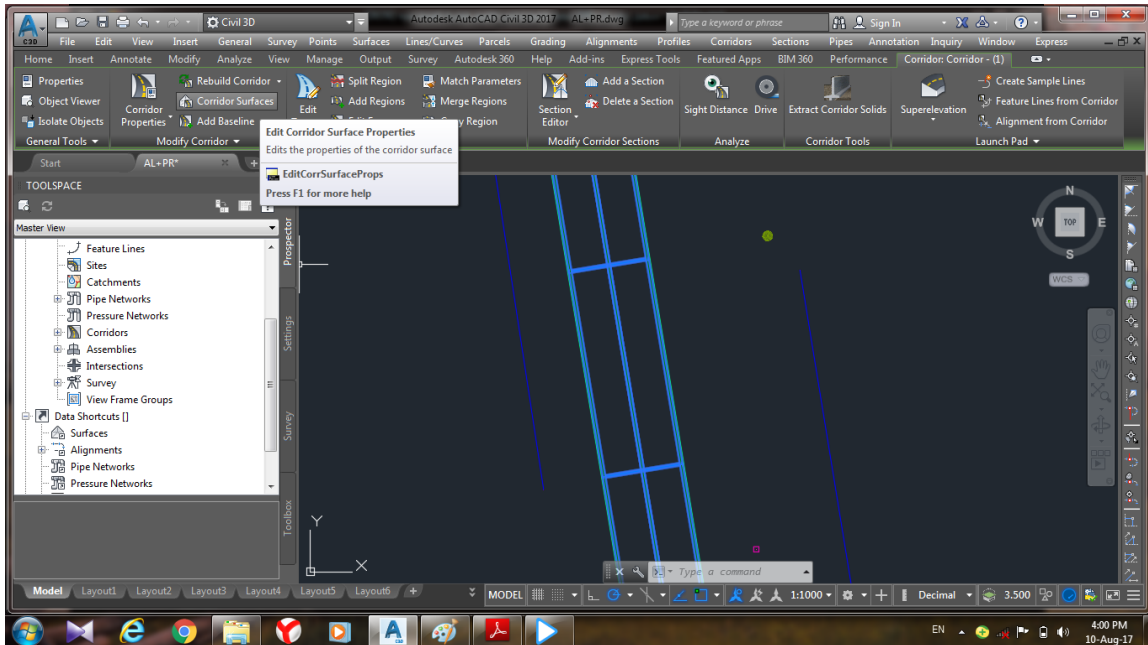 Civil 3D
Autodesk AutoCAD Civil 3D 2017 AL+PR.dwg
Type a keyword or phrase
Sign In
C3D
File Edit View Insert General Survey Points Surfaces Lines/Curves Parcels Grading Alignments Profiles Corridors Sections Pipes Annotation Inquiry Window Express
Home Insert Annotate Modify Analyze View Manage Output Survey Autodesk 360 Help Add-ins Express Tools Featured Apps BIM 360 Performance Corridor: Corridor - (1)
Properties
Object Viewer
Isolate Objects
General Tools
Corridor
Properties
Rebuild Corridor
Corridor Surfaces
Add Baseline
Modify Corridor
Edit
Split Region
Add Regions
Match Parameters
Merge Regions
Region
Section
Editor
Add a Section
Delete a Section
Modify Corridor Sections
Sight Distance Drive
Analyze
Extract Corridor Solids
Corridor Tools
Superelevation
Create Sample Lines
Feature Lines from Corridor
Alignment from Corridor
Launch Pad
Edit Corridor Surface Properties
Edits the properties of the corridor surface
EditCorrSurfaceProps
Press F1 for more help
Start
AL+PR*
TOOLSPACE
Master View
Feature Lines
Sites
Catchments
Pipe Networks
Pressure Networks
Corridors
Assemblies
Intersections
Survey
View Frame Groups
Data Shortcuts []
Surfaces
Alignments
Pipe Networks
Pressure Networks
Prospector
Settings
Survey
Toolbox
N
W TOP E
S
WCS
Y
X
Type a command
Model Layout1 Layout2 Layout3 Layout4 Layout5 Layout6 +
MODEL
1:1000
Decimal
3.500
EN
4:00 PM
10-Aug-17